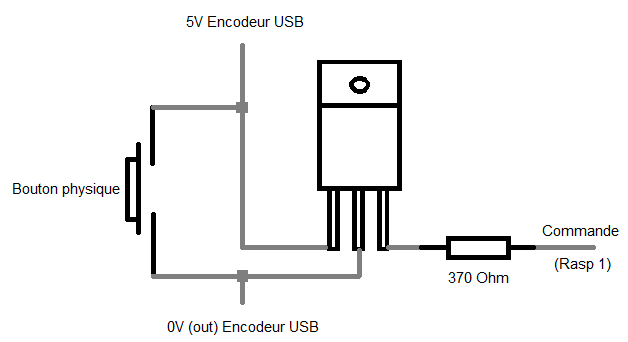 5V Encodeur USB
Bouton physique
Commande
(Rasp 1)
370 Ohm
0V (out) Encodeur USB